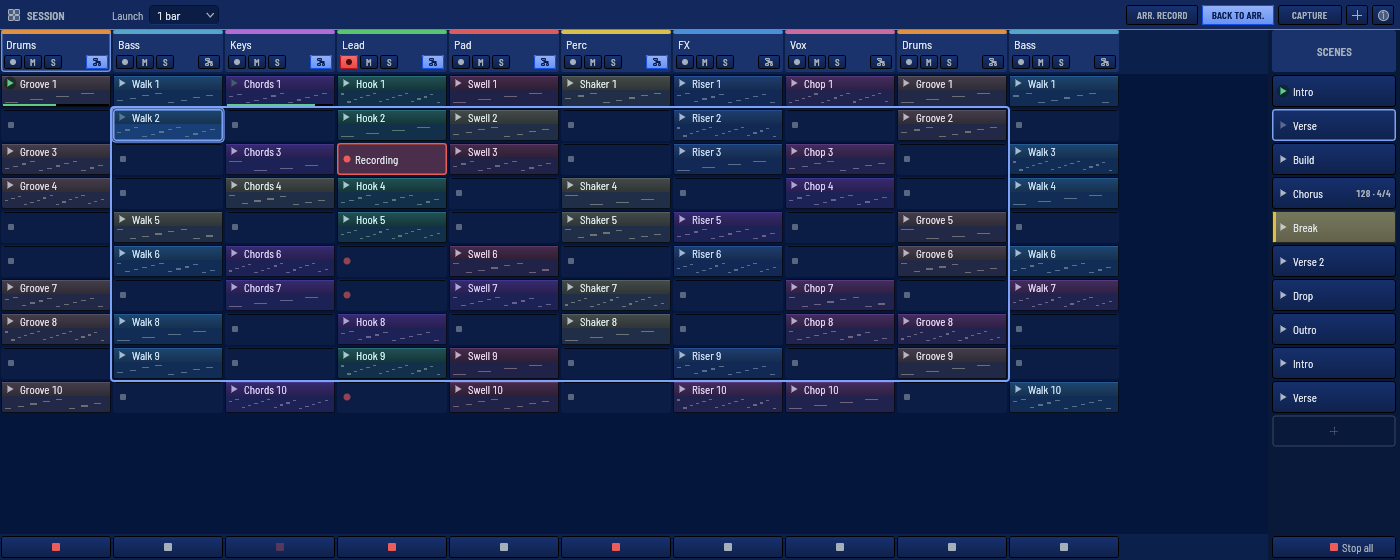 SESSION Launch 1 bar ARR. RECORD BACK TO ARR. CAPTURE
Drums Bass Keys Lead Pad Perc FX Vox Drums Bass SCENES
M S M S M S M S M S M S M S M S M S M S
Groove 1 Walk 1 Chords 1 Hook 1 Swell 1 Shaker 1 Riser 1 Chop 1 Groove 1 Walk 1 Intro
Walk 2 Hook 2 Swell 2 Riser 2 Groove 2 Verse
Groove 3 Chords 3 Recording Swell 3 Riser 3 Chop 3 Walk 3 Build
Groove 4 Chords 4 Hook 4 Shaker 4 Chop 4 Walk 4 Chorus 128 · 4/4
Walk 5 Hook 5 Shaker 5 Riser 5 Groove 5 Break
Walk 6 Chords 6 Swell 6 Riser 6 Groove 6 Walk 6 Verse 2
Groove 7 Chords 7 Swell 7 Shaker 7 Chop 7 Walk 7 Drop
Groove 8 Walk 8 Hook 8 Shaker 8 Chop 8 Groove 8 Outro
Walk 9 Hook 9 Swell 9 Riser 9 Groove 9 Intro
Groove 10 Chords 10 Swell 10 Riser 10 Chop 10 Walk 10 Verse
+
Stop all